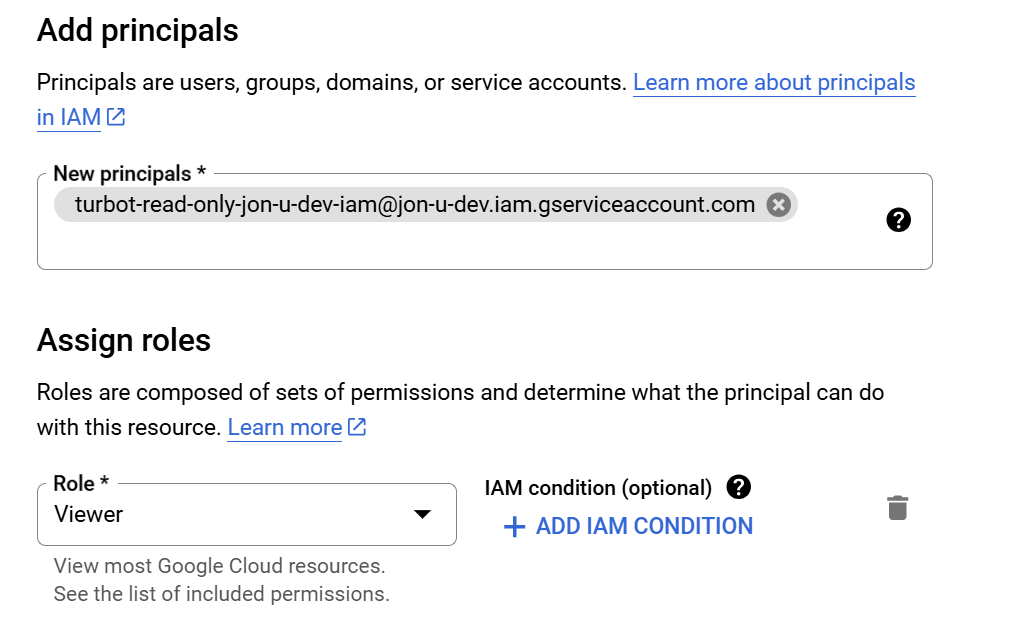 Add principals
Principals are users, groups, domains, or service accounts. Learn more about principals
in IAM
New principals *
turbot-read-only-jon-u-dev-iam@jon-u-dev.iam.gserviceaccount.com
Assign roles
Roles are composed of sets of permissions and determine what the principal can do
with this resource. Learn more
Role *
Viewer
View most Google Cloud resources.
See the list of included permissions.
IAM condition (optional)
+ ADD IAM CONDITION